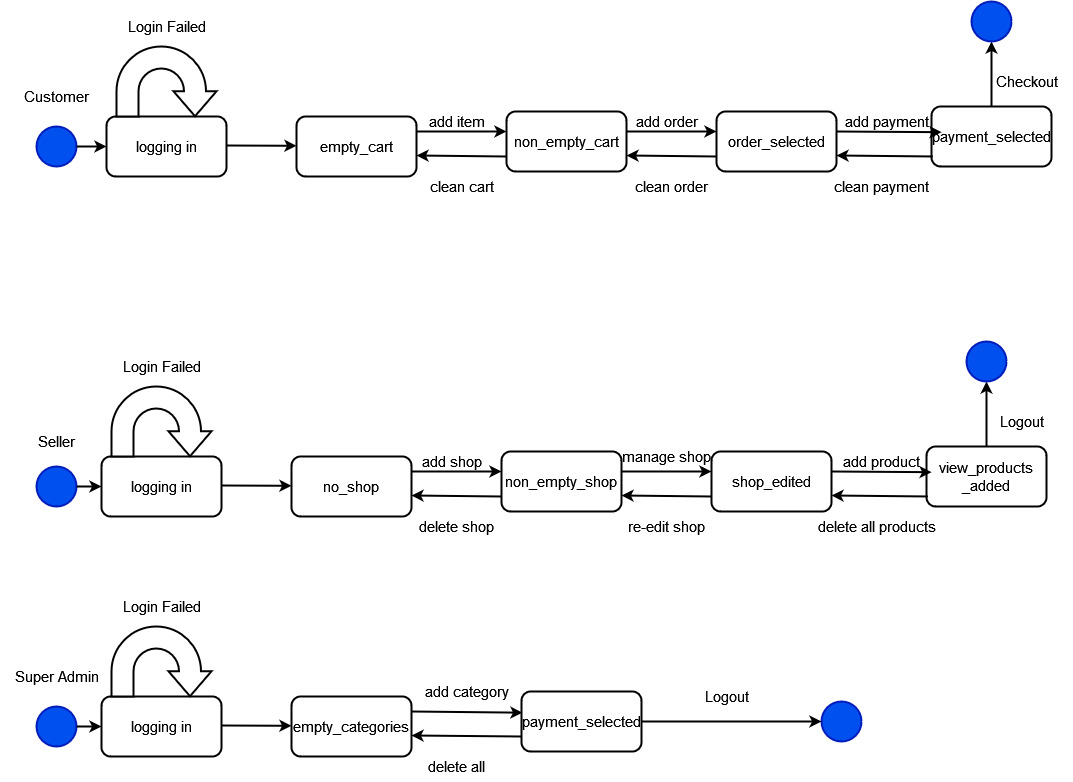 Login Failed
Customer
logging in
empty_cart
add item
clean cart
non_empty_cart
add order
clean order
order_selected
add payment
clean payment
payment_selected
Checkout
Login Failed
Seller
logging in
no_shop
add shop
delete shop
non_empty_shop
manage shop
re-edit shop
shop_edited
add product
delete all products
view_products
_added
Logout
Login Failed
Super Admin
logging in
empty_categories
add category
delete all
payment_selected
Logout